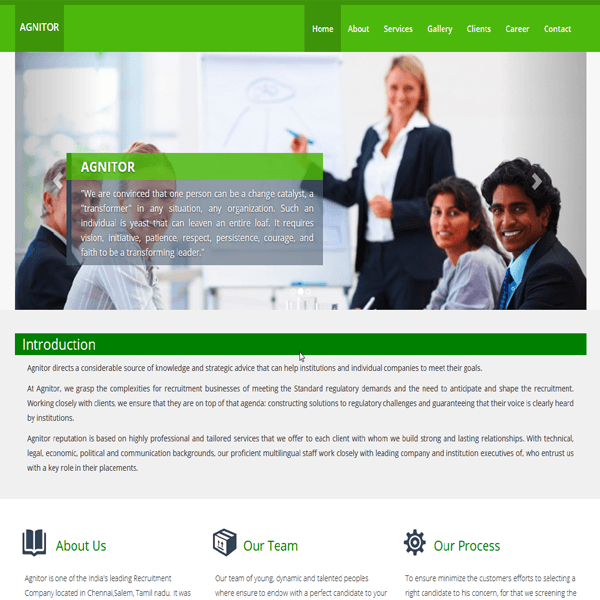 AGNITOR
Home About Services Gallery Clients Career Contact
AGNITOR
"We are convinced that one person can be a change catalyst, a
"transformer" in any situation, any organization. Such an
individual is yeast that can leaven an entire loaf. It requires
vision, initiative, patience, respect, persistence, courage, and
faith to be a transforming leader."
Introduction
Agnitor directs a considerable source of knowledge and strategic advice that can help institutions and individual companies to meet their goals.
At Agnitor, we grasp the complexities for recruitment businesses of meeting the Standard regulatory demands and the need to anticipate and shape the recruitment.
Working closely with clients, we ensure that they are on top of that agenda: constructing solutions to regulatory challenges and guaranteeing that their voice is clearly heard
by institutions.
Agnitor reputation is based on highly professional and tailored services that we offer to each client with whom we build strong and lasting relationships. With technical,
legal, economic, political and communication backgrounds, our proficient multilingual staff work closely with leading company and institution executives of, who entrust us
with a key role in their placements.
About Us
Agnitor is one of the India's leading Recruitment
Company located in Chennai,Salem, Tamil nadu. It was
Our Team
Our team of young, dynamic and talented peoples
where ensure to endow with a perfect candidate to your
Our Process
To ensure minimize the customers efforts to selecting a
right candidate to his concern, for that we screening the